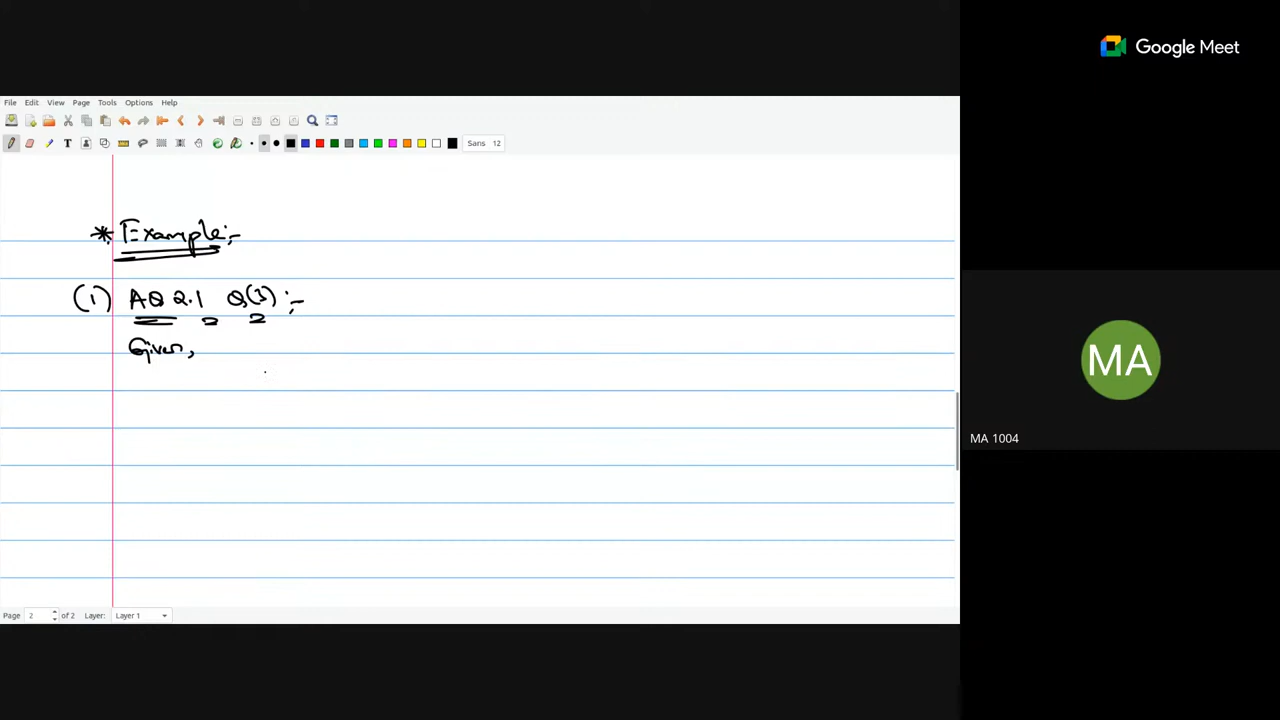 Google Meet
File Edit View Page Tools Options Help
Sans 12
* Example:-
(1) AQ 2.1 Q(3) :-
Given,
MA
MA 1004
Page 2 of 2 Layer: Layer 1